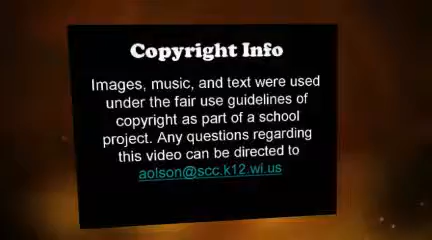 Copyright Info
Images, music, and text were used
under the fair use guidelines of
copyright as part of a school
project. Any questions regarding
this video can be directed to
aolson@scc.k12.wi.us